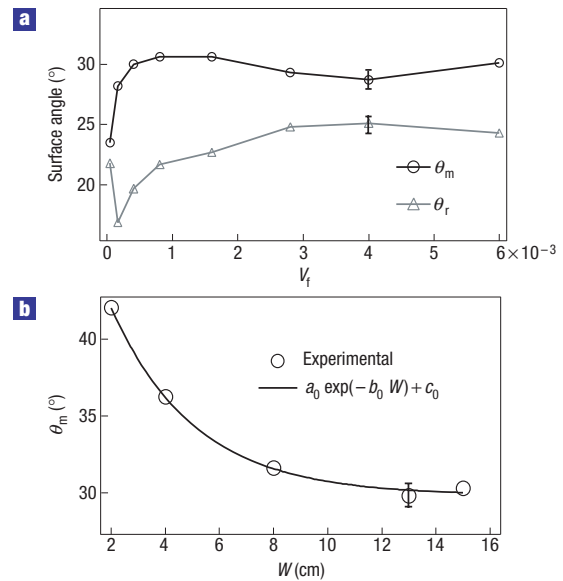 a
Surface angle (°)
30
25
20
θm
θr
0 1 2 3 4 5 6×10−3
Vf
b
θm (°)
40
35
30
Experimental
a0 exp(−b0 W)+c0
2 4 6 8 10 12 14 16
W (cm)